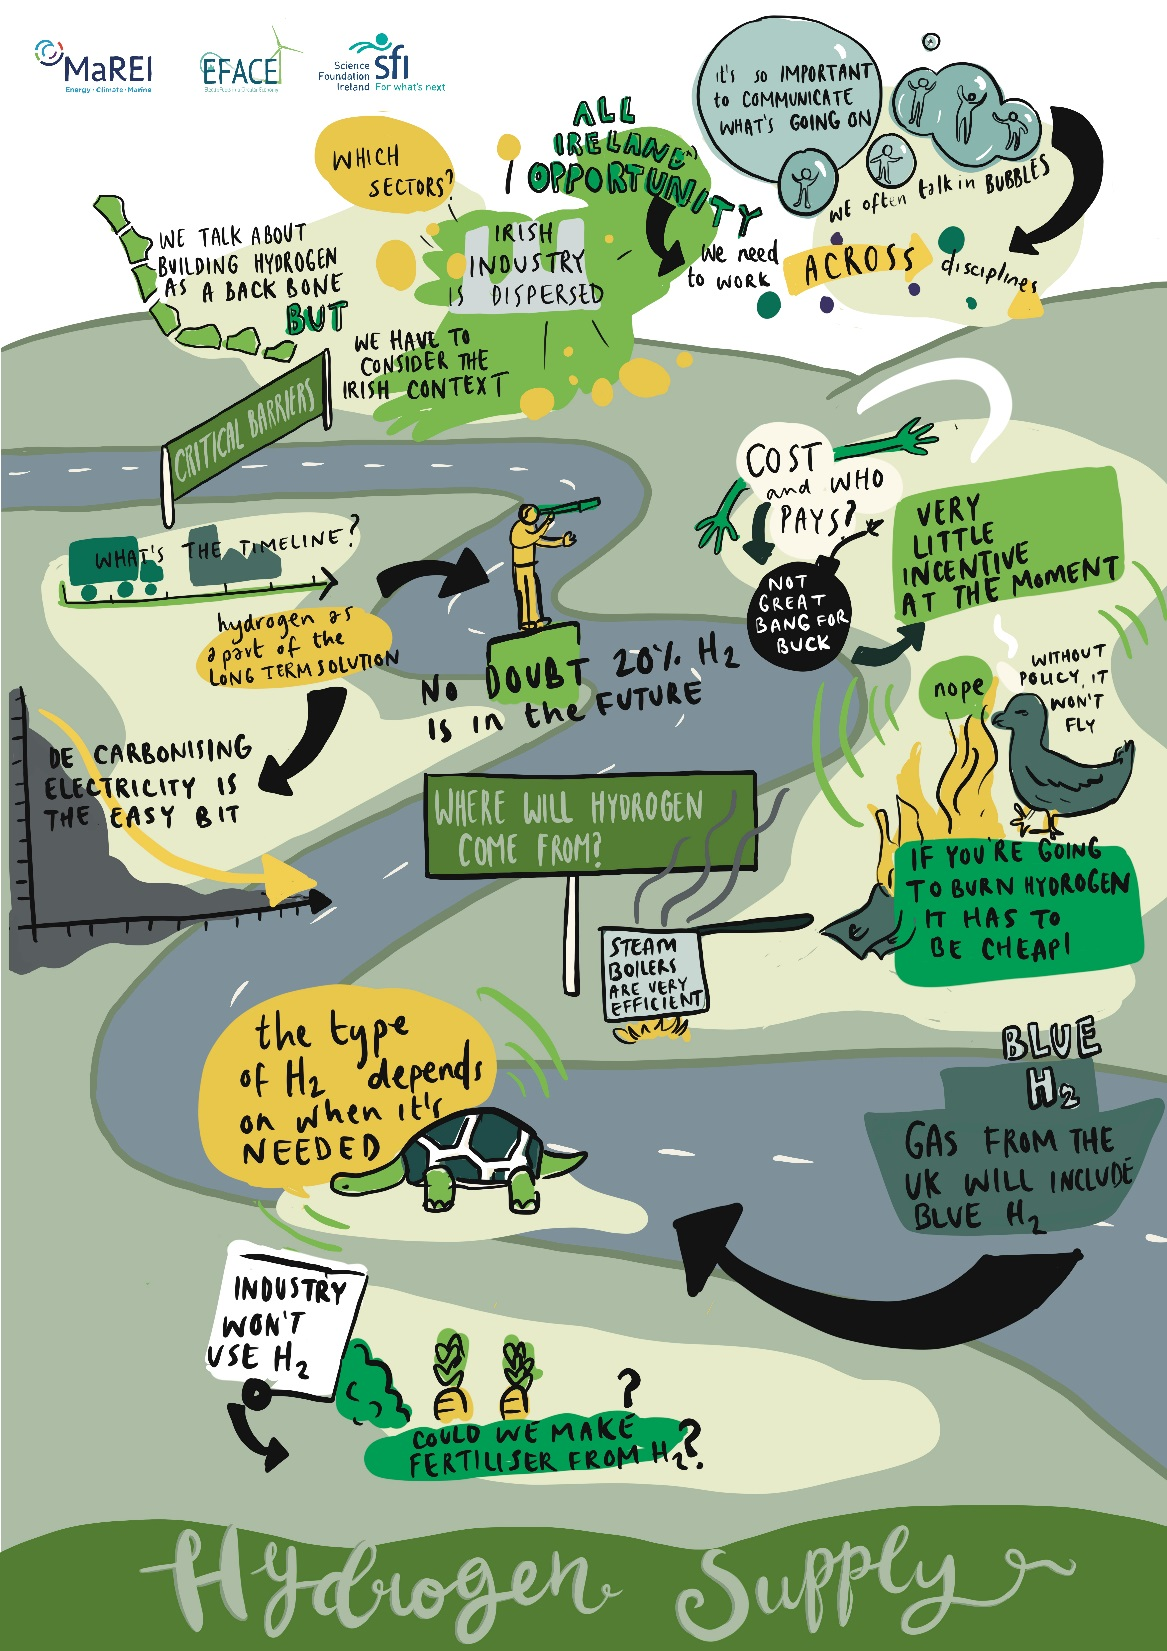 MaREI
Energy • Climate • Marine
EFACE
Science
Foundation
Ireland
sfi
For what's next
IT'S SO IMPORTANT
to COMMUNICATE
WHAT'S GOING ON
WE often talk in BUBBLES
ALL
IRELAND
OPPORTUNITY
We need
to WORK
ACROSS
disciplines
WHICH
SECTORS?
WE TALK ABOUT
BUILDING HYDROGEN
AS A BACK BONE
BUT
IRISH
INDUSTRY
IS DISPERSED
WE HAVE TO
CONSIDER THE
IRISH CONTEXT
CRITICAL BARRIERS
WHAT'S THE TIMELINE?
hydrogen as
a part of the
LONG TERM SOLUTION
NO DOUBT 20% H2
IS in the FUTURE
DE CARBONISING
ELECTRICITY IS
THE EASY BIT
COST
and WHO
PAYS?
NOT
GREAT
BANG FOR
BUCK
VERY
LITTLE
INCENTIVE
AT THE MOMENT
nope
WITHOUT
POLICY, IT
WON'T
FLY
IF YOU'RE GOING
TO BURN HYDROGEN
IT HAS TO
BE CHEAP!
WHERE WILL HYDROGEN
COME FROM?
STEAM
BOILERS
ARE VERY
EFFICIENT
the type
of H2 depends
on when it's
NEEDED
BLUE
H2
GAS FROM THE
UK WILL INCLUDE
BLUE H2
INDUSTRY
WON'T
USE H2
?
COULD WE MAKE
FERTILISER FROM H2?
Hydrogen Supply